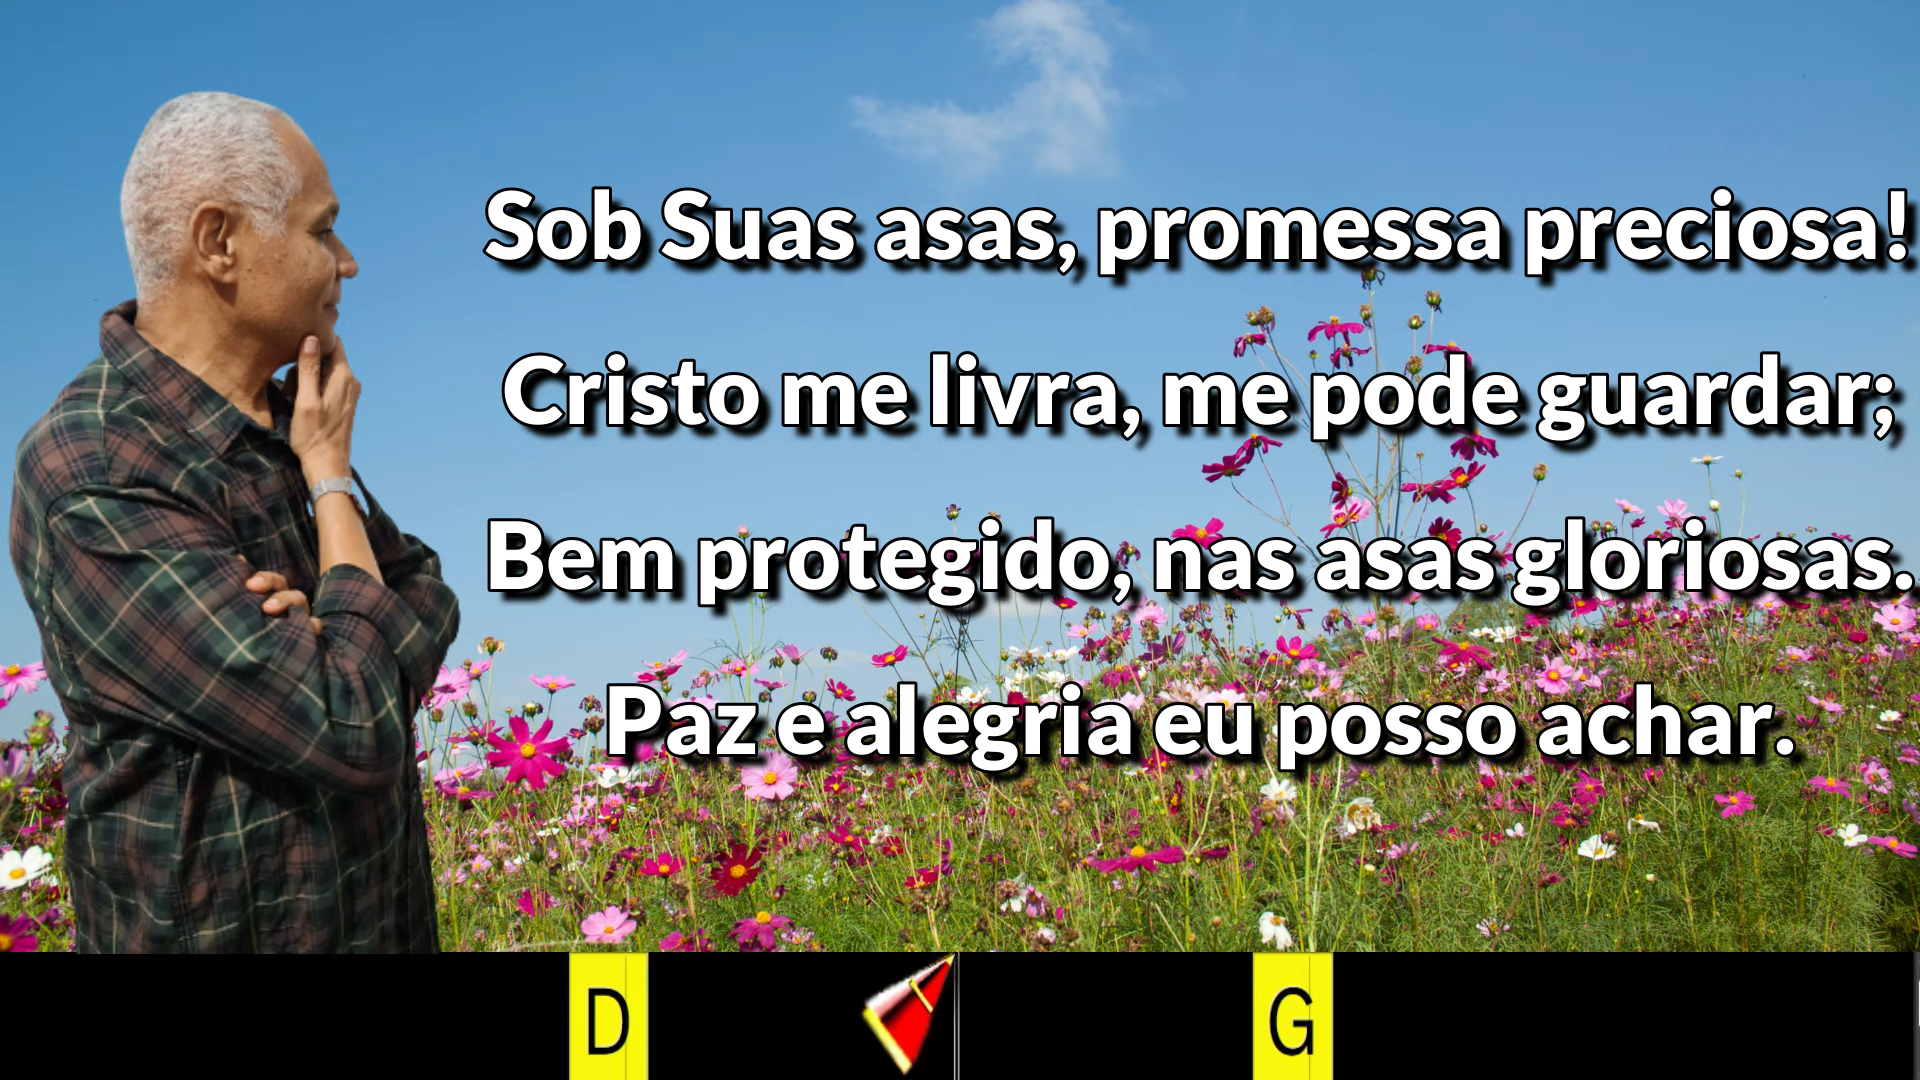 Sob Suas asas, promessa preciosa!
Cristo me livra, me pode guardar;
Bem protegido, nas asas gloriosas.
Paz e alegria eu posso achar.
D G